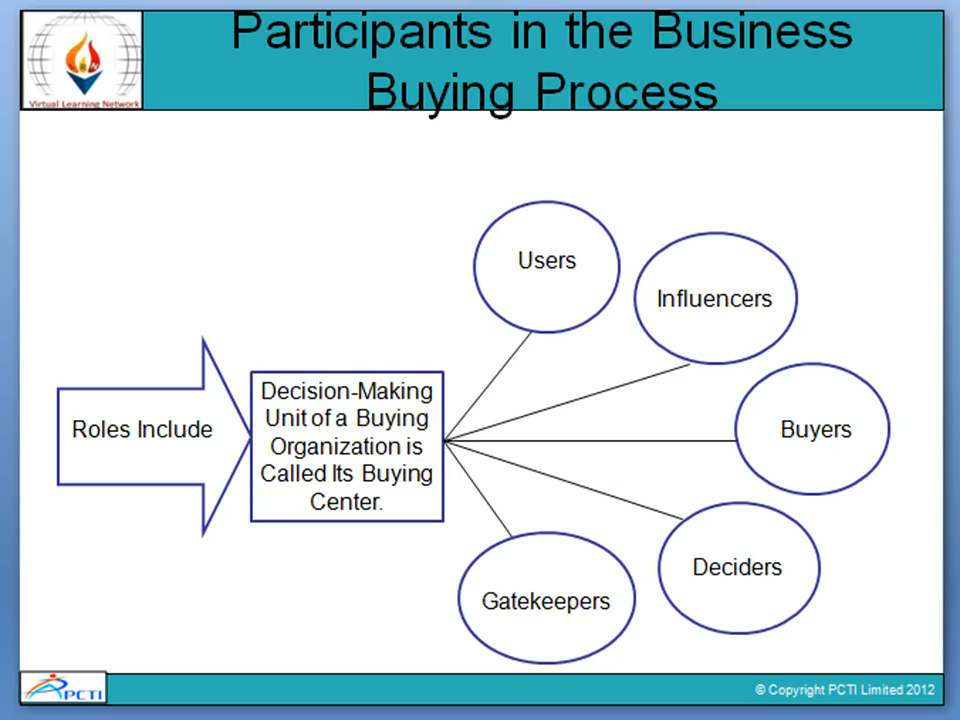 Participants in the Business
Buying Process
Virtual Learning Network
Users
Influencers
Roles Include
Decision-Making
Unit of a Buying
Organization is
Called Its Buying
Center.
Buyers
Deciders
Gatekeepers
PCTI
© Copyright PCTI Limited 2012